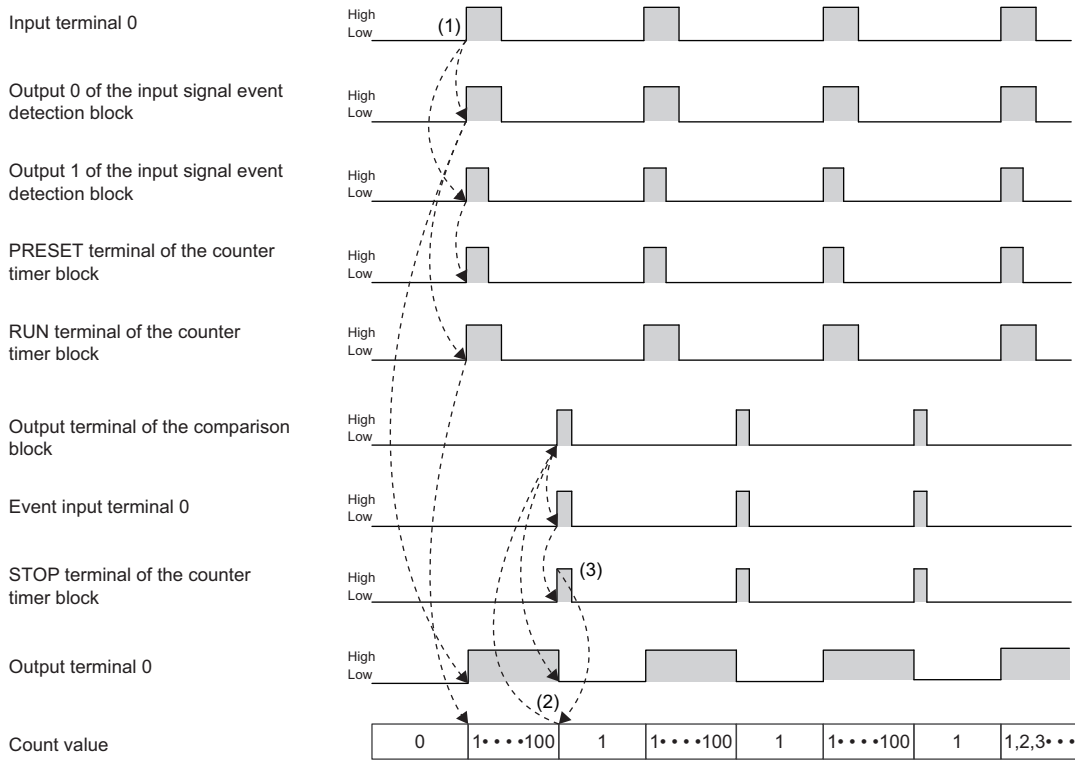 Input terminal 0
High
Low
(1)
Output 0 of the input signal event
detection block
High
Low
Output 1 of the input signal event
detection block
High
Low
PRESET terminal of the counter
timer block
High
Low
RUN terminal of the counter
timer block
High
Low
Output terminal of the comparison
block
High
Low
Event input terminal 0
High
Low
STOP terminal of the counter
timer block
High
Low
(3)
Output terminal 0
High
Low
(2)
Count value
0
1••••100
1
1••••100
1
1••••100
1
1,2,3•••